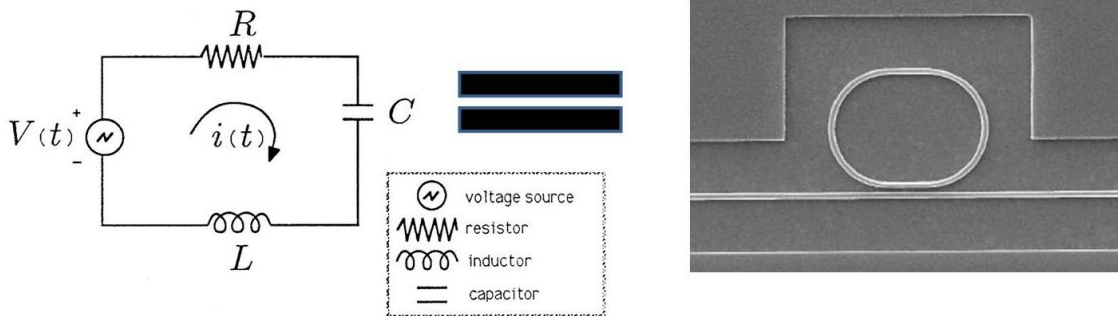 R
V(t)
+
−
i(t)
C
L
voltage source
resistor
inductor
capacitor